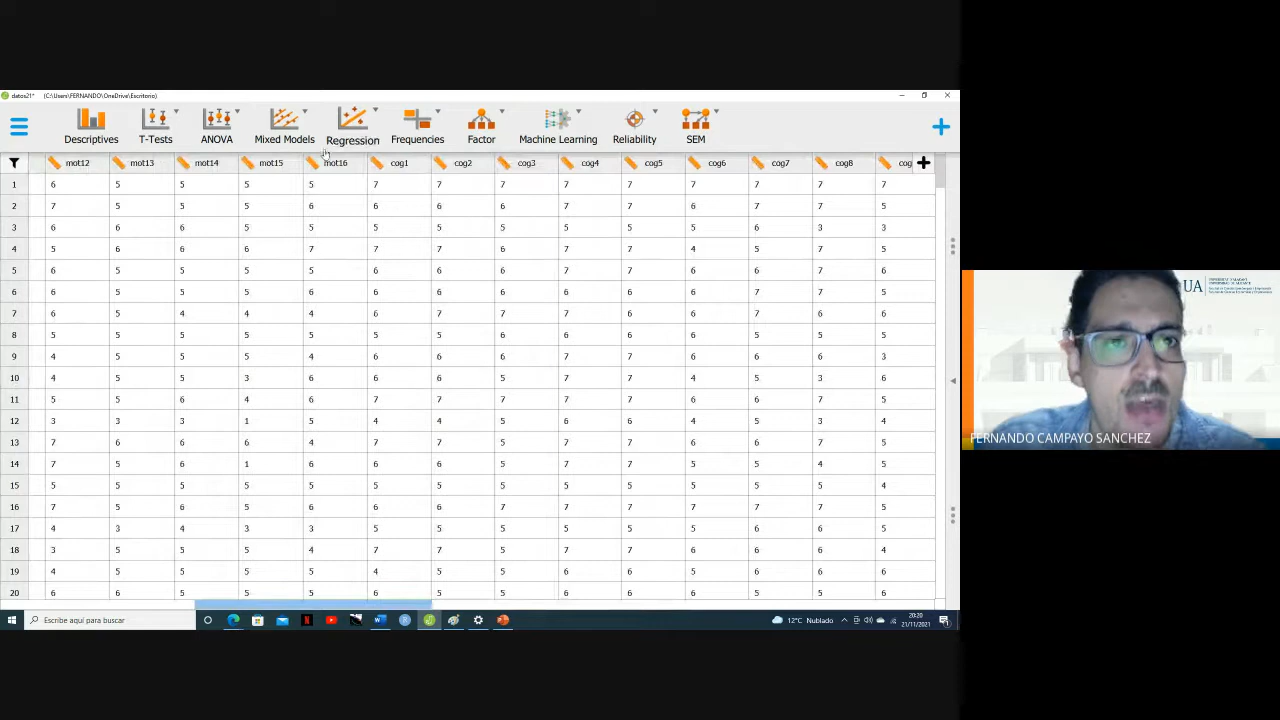 datos21* (C:\Users\FERNANDO\OneDrive\Escritorio)
Descriptives T-Tests ANOVA Mixed Models Regression Frequencies Factor Machine Learning Reliability SEM
mot12 mot13 mot14 mot15 mot16 cog1 cog2 cog3 cog4 cog5 cog6 cog7 cog8 cog
1 6 5 5 5 5 7 7 7 7 7 7 7 7 7
2 7 5 5 5 6 6 6 6 7 7 6 7 7 5
3 6 6 6 5 5 5 5 5 5 5 5 6 3 3
4 5 6 6 6 7 7 7 6 7 7 4 5 7 5
5 6 5 5 5 5 6 6 6 7 7 6 6 7 6
6 6 5 5 5 6 6 6 6 6 6 6 7 7 5
7 6 5 4 4 4 6 7 7 7 6 6 7 6 6
8 5 5 5 5 5 5 5 6 6 6 6 5 5 6
9 4 5 5 5 4 6 6 6 7 7 6 6 6 3
10 4 5 5 3 6 6 6 5 7 7 4 5 3 6
11 5 5 6 4 6 7 7 7 7 7 6 6 7 5
12 3 3 3 1 5 4 4 5 6 6 4 5 3 4
13 7 6 6 6 4 7 7 5 7 7 6 6 7 5
14 7 5 6 1 6 6 6 5 7 7 5 5 4 5
15 5 5 5 5 5 5 5 5 5 5 5 5 5 4
16 7 5 6 5 6 6 6 7 7 7 7 7 7 5
17 4 3 4 3 3 5 5 5 5 5 5 6 6 5
18 3 5 5 5 4 7 7 5 7 7 6 6 6 4
19 4 5 5 5 5 4 5 5 6 6 5 6 6 6
20 6 6 5 5 5 6 5 5 6 6 6 5 5 6
Escribe aquí para buscar
12°C Nublado
20:20
21/11/2021
UA
FERNANDO CAMPAYO SANCHEZ